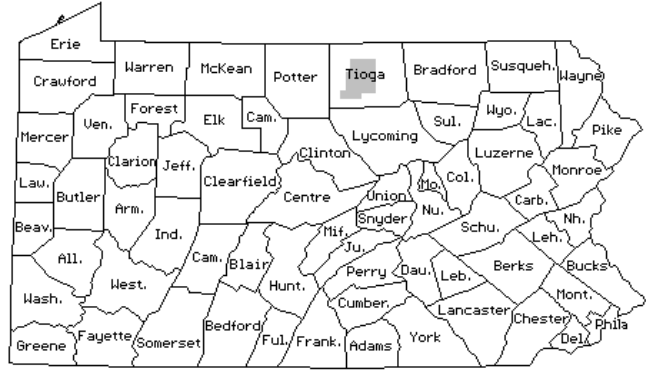 Erie
Crawford
Warren
McKean
Potter
Tioga
Bradford
Susqueh.
Wayne
Forest
Elk
Cam.
Mercer
Ven.
Clarion
Jeff.
Clearfield
Clinton
Lycoming
Sul.
Wyo.
Lac.
Pike
Luzerne
Monroe
Law.
Butler
Arm.
Centre
Union
Mo.
Col.
Carb.
Snyder
Nu.
Beav.
Ind.
Cam.
Blair
Mif.
Ju.
Schu.
Leh.
Nh.
All.
West.
Hunt.
Perry
Dau.
Leb.
Berks
Bucks
Wash.
Cumber.
Lancaster
Mont.
Greene
Fayette
Somerset
Bedford
Ful.
Frank.
Adams
York
Chester
Del.
Phila